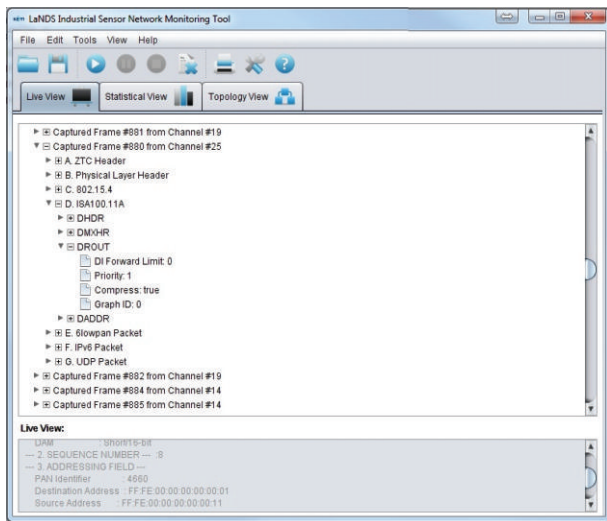 LaNDS Industrial Sensor Network Monitoring Tool
File Edit Tools View Help
Live View Statistical View Topology View
Captured Frame #881 from Channel #19
Captured Frame #880 from Channel #25
A. ZTC Header
B. Physical Layer Header
C. 802.15.4
D. ISA100.11A
DHDR
DMXHR
DROUT
DI Forward Limit: 0
Priority: 1
Compress: true
Graph ID: 0
DADDR
E. 6lowpan Packet
F. IPv6 Packet
G. UDP Packet
Captured Frame #882 from Channel #19
Captured Frame #884 from Channel #14
Captured Frame #885 from Channel #14
Live View:
DAM : Short/16-bit
--- 2. SEQUENCE NUMBER --- :8
--- 3. ADDRESSING FIELD ---
PAN Identifier : 4660
Destination Address : FF:FE:00:00:00:00:00:01
Source Address : FF:FE:00:00:00:00:00:11